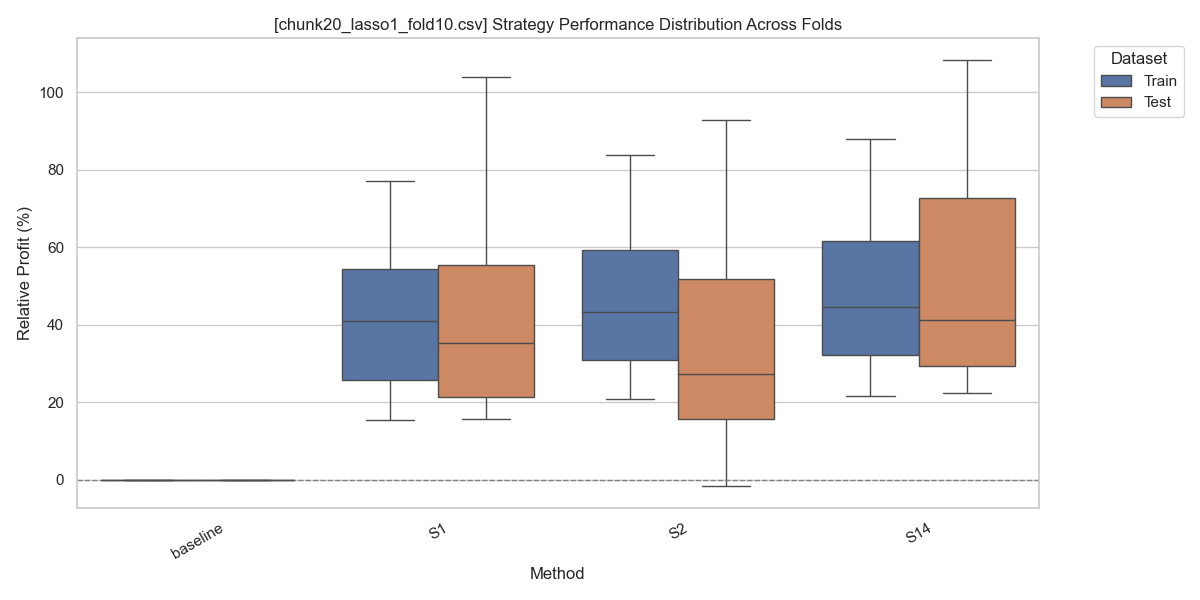 [chunk20_lasso1_fold10.csv] Strategy Performance Distribution Across Folds
Dataset
Train
Test
Relative Profit (%)
100
80
60
40
20
0
baseline
S1
S2
S14
Method